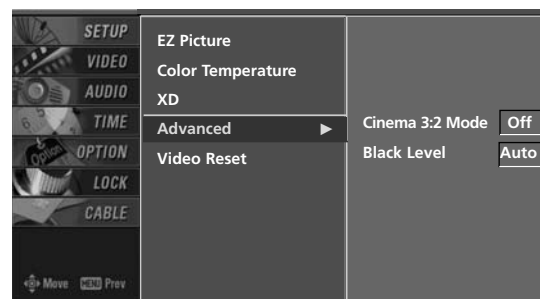 SETUP
VIDEO
AUDIO
TIME
OPTION
LOCK
CABLE
Move MENU Prev
EZ Picture
Color Temperature
XD
Advanced ▶
Video Reset
Cinema 3:2 Mode Off
Black Level Auto